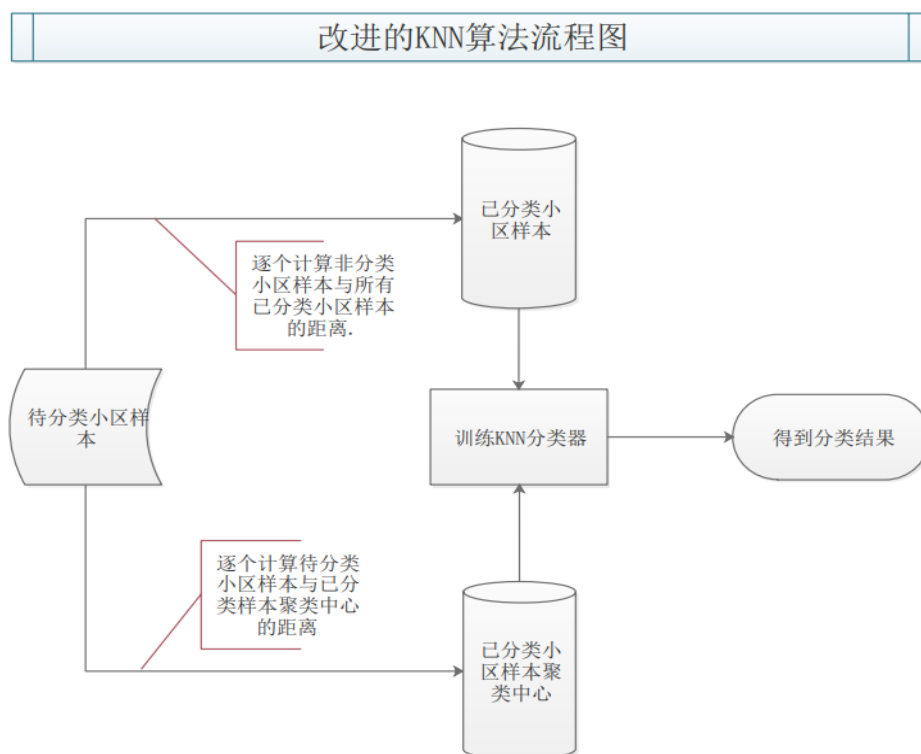 改进的KNN算法流程图
已分类小
区样本
逐个计算非分类
小区样本与所有
已分类小区样本
的距离.
待分类小区样
本
训练KNN分类器
得到分类结果
逐个计算待分类
小区样本与已分
类样本聚类中心
的距离
已分类小
区样本聚
类中心